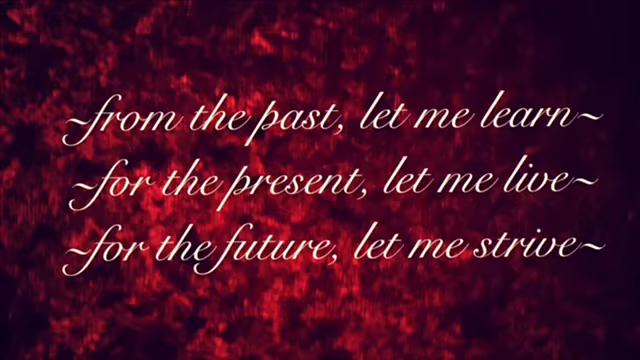 ~from the past, let me learn~
~for the present, let me live~
~for the future, let me strive~